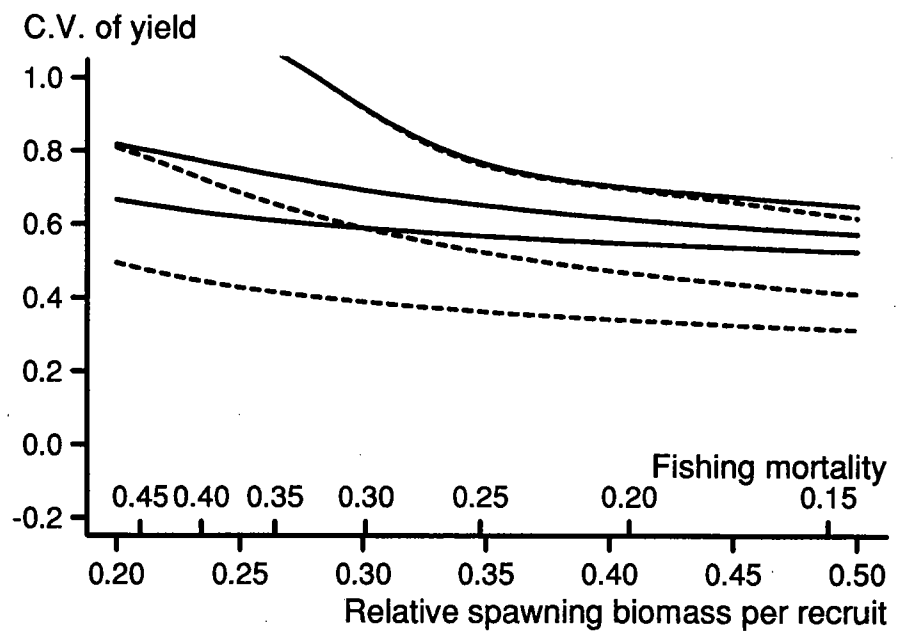 C.V. of yield
1.0
0.8
0.6
0.4
0.2
0.0
-0.2
Fishing mortality
0.45 0.40 0.35 0.30 0.25 0.20 0.15
0.20 0.25 0.30 0.35 0.40 0.45 0.50
Relative spawning biomass per recruit